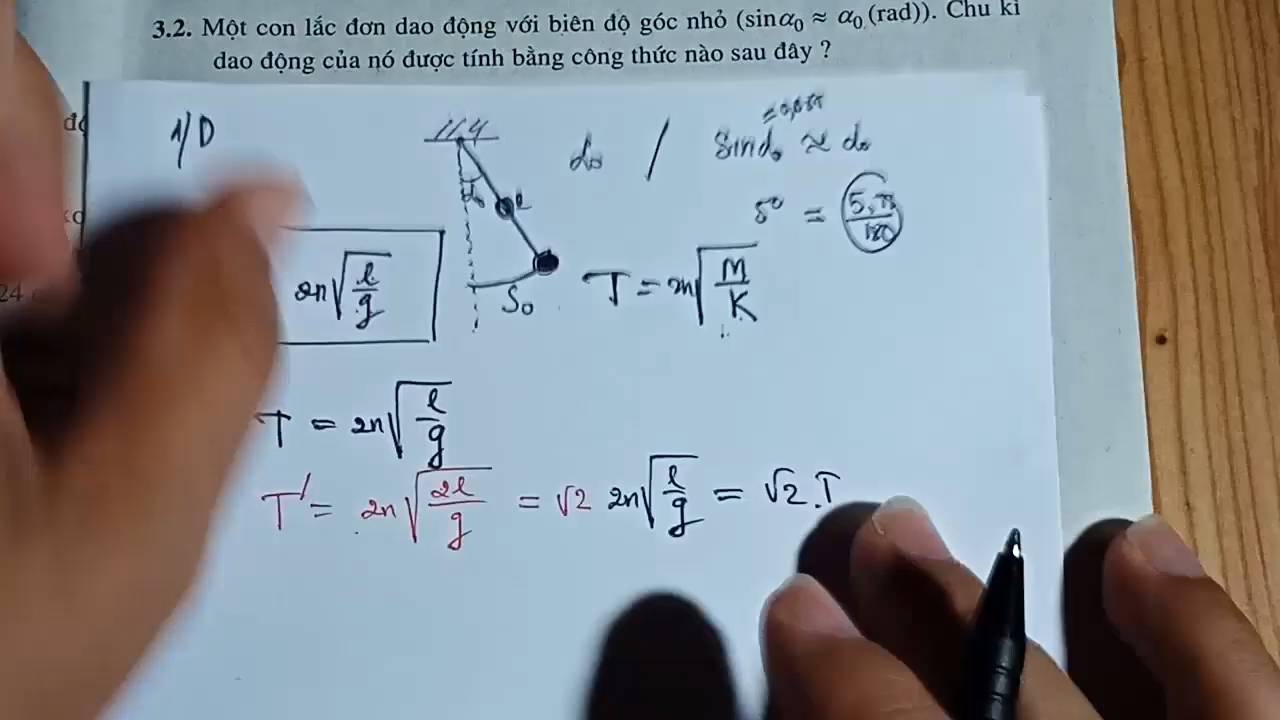 3.2. Một con lắc đơn dao động với biên độ góc nhỏ (sinα₀ ≈ α₀ (rad)). Chu kì
dao động của nó được tính bằng công thức nào sau đây ?
1/ D
α₀ / Sinα₀ ≈ α₀
5° = 5.π/180
α₀ l
S₀
2π√(l/g)
T = 2π√(m/K)
T = 2π√(l/g)
T' = 2π√(2l/g) = √2 2π√(l/g) = √2.T
24